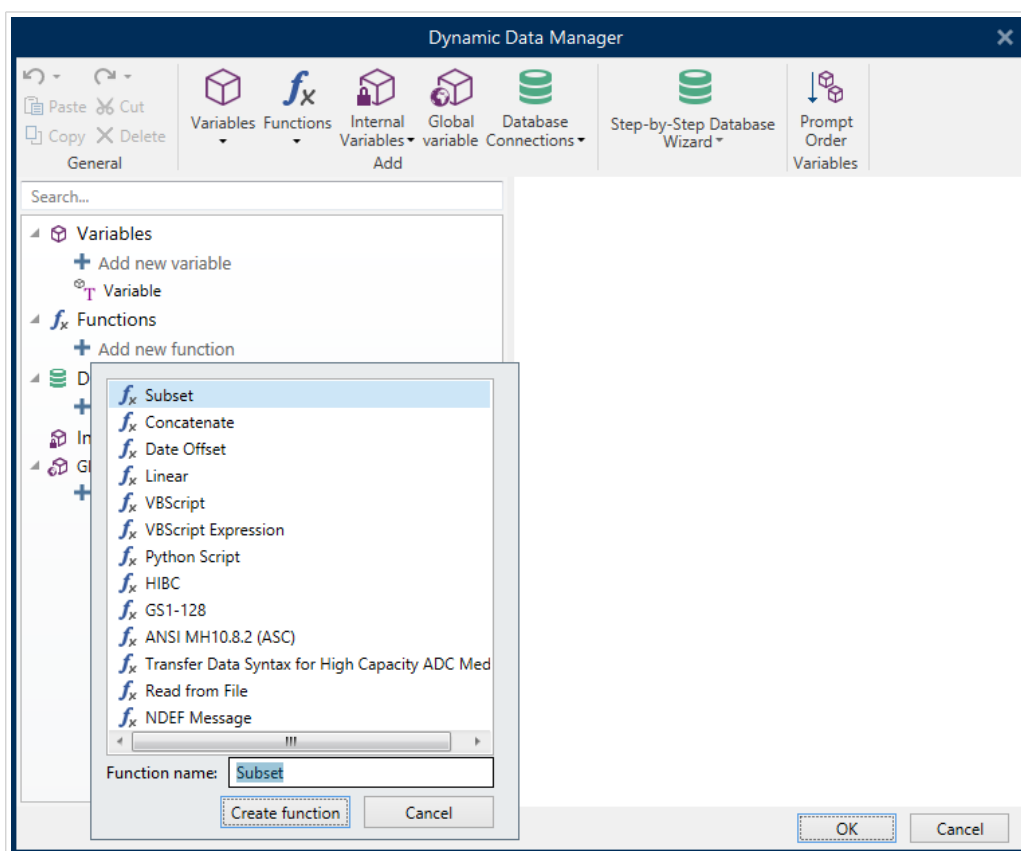 Dynamic Data Manager
Paste Cut
Copy Delete
General
Variables Functions Internal Variables Global variable Database Connections
Add
Step-by-Step Database Wizard
Prompt Order
Variables
Search...
Variables
Add new variable
Variable
Functions
Add new function
D
In
Gl
Subset
Concatenate
Date Offset
Linear
VBScript
VBScript Expression
Python Script
HIBC
GS1-128
ANSI MH10.8.2 (ASC)
Transfer Data Syntax for High Capacity ADC Med
Read from File
NDEF Message
Function name: Subset
Create function Cancel
OK Cancel